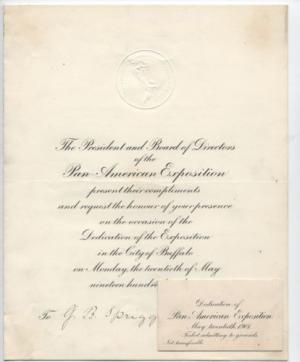 The President and Board of Directors
of the
Pan-American Exposition
present their compliments
and request the honour of your presence
on the occasion of the
Dedication of the Exposition
in the City of Buffalo
on Monday, the twentieth of May
nineteen hundred
To J. B. Sprigg
Dedication of
Pan-American Exposition
May twentieth 1901.
Ticket admitting to grounds.
Not transferable.